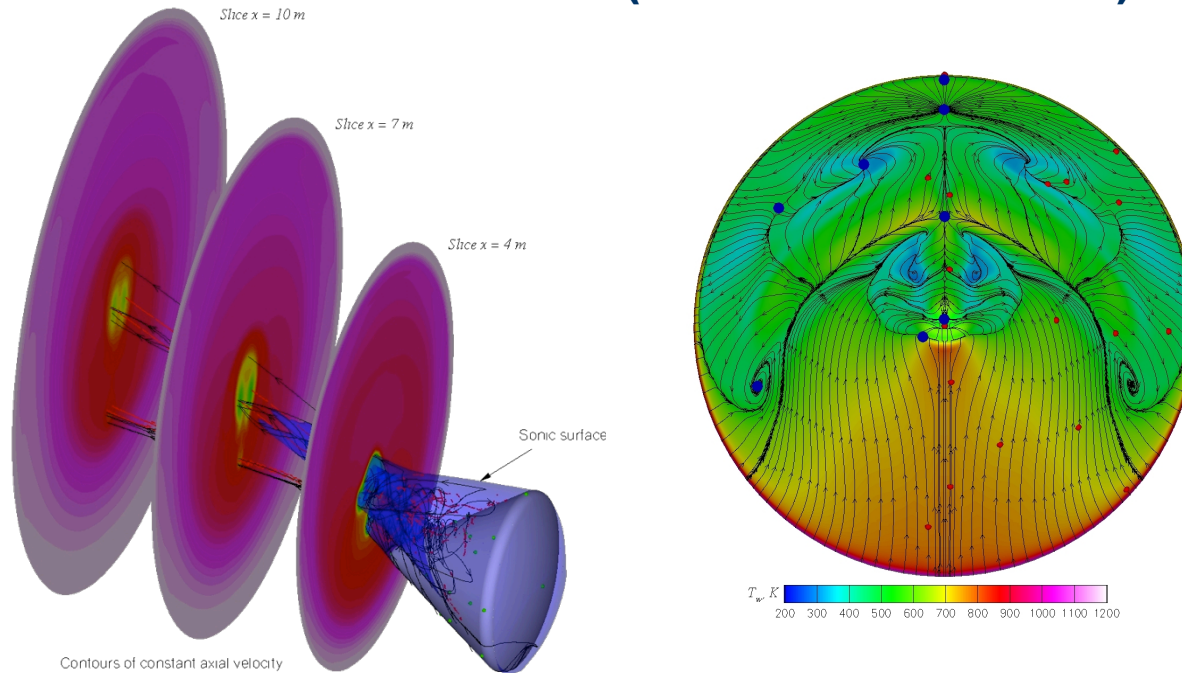 Slice x = 10 m
Slice x = 7 m
Slice x = 4 m
Sonic surface
Contours of constant axial velocity
T_w, K
200 300 400 500 600 700 800 900 1000 1100 1200